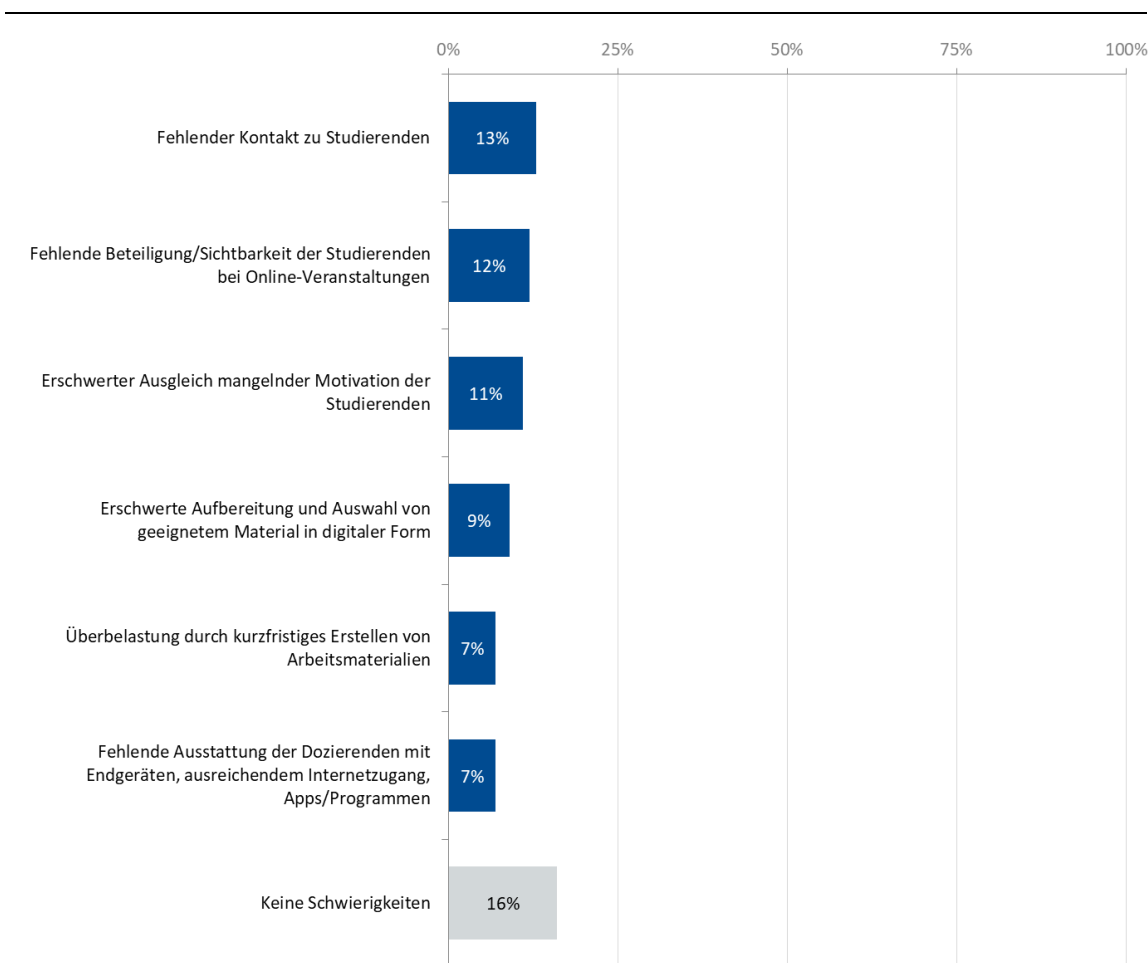 0% 25% 50% 75% 100%
Fehlender Kontakt zu Studierenden
13%
Fehlende Beteiligung/Sichtbarkeit der Studierenden
bei Online-Veranstaltungen
12%
Erschwerter Ausgleich mangelnder Motivation der
Studierenden
11%
Erschwerte Aufbereitung und Auswahl von
geeignetem Material in digitaler Form
9%
Überbelastung durch kurzfristiges Erstellen von
Arbeitsmaterialien
7%
Fehlende Ausstattung der Dozierenden mit
Endgeräten, ausreichendem Internetzugang,
Apps/Programmen
7%
Keine Schwierigkeiten
16%